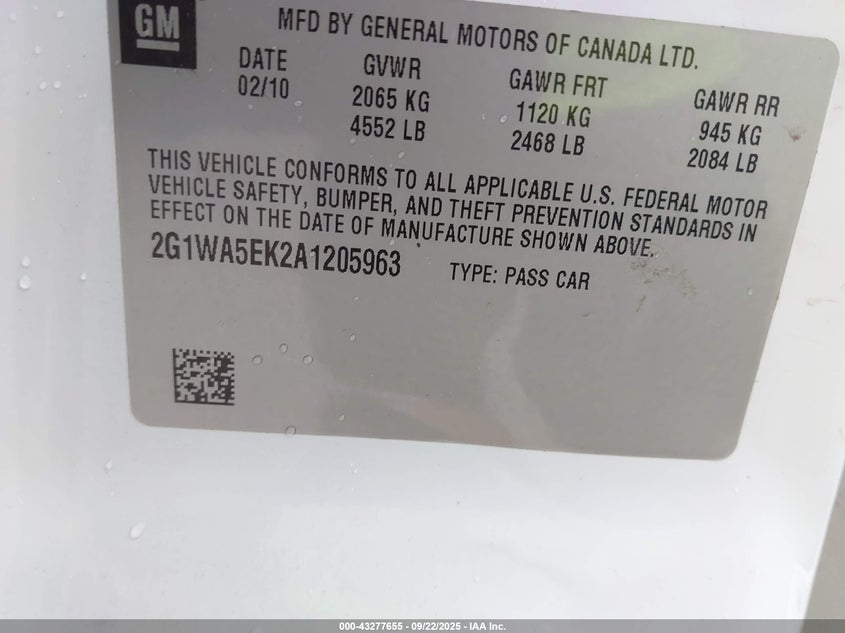 GM
MFD BY GENERAL MOTORS OF CANADA LTD.
DATE GVWR GAWR FRT GAWR RR
02/10 2065 KG 1120 KG 945 KG
4552 LB 2468 LB 2084 LB
THIS VEHICLE CONFORMS TO ALL APPLICABLE U.S. FEDERAL MOTOR
VEHICLE SAFETY, BUMPER, AND THEFT PREVENTION STANDARDS IN
EFFECT ON THE DATE OF MANUFACTURE SHOWN ABOVE.
2G1WA5EK2A1205963 TYPE: PASS CAR
000-43277655 - 09/22/2025 - IAA Inc.